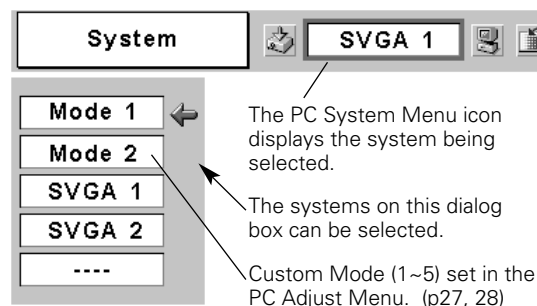 System
SVGA 1
Mode 1
Mode 2
SVGA 1
SVGA 2
----
The PC System Menu icon
displays the system being
selected.
The systems on this dialog
box can be selected.
Custom Mode (1~5) set in the
PC Adjust Menu. (p27, 28)